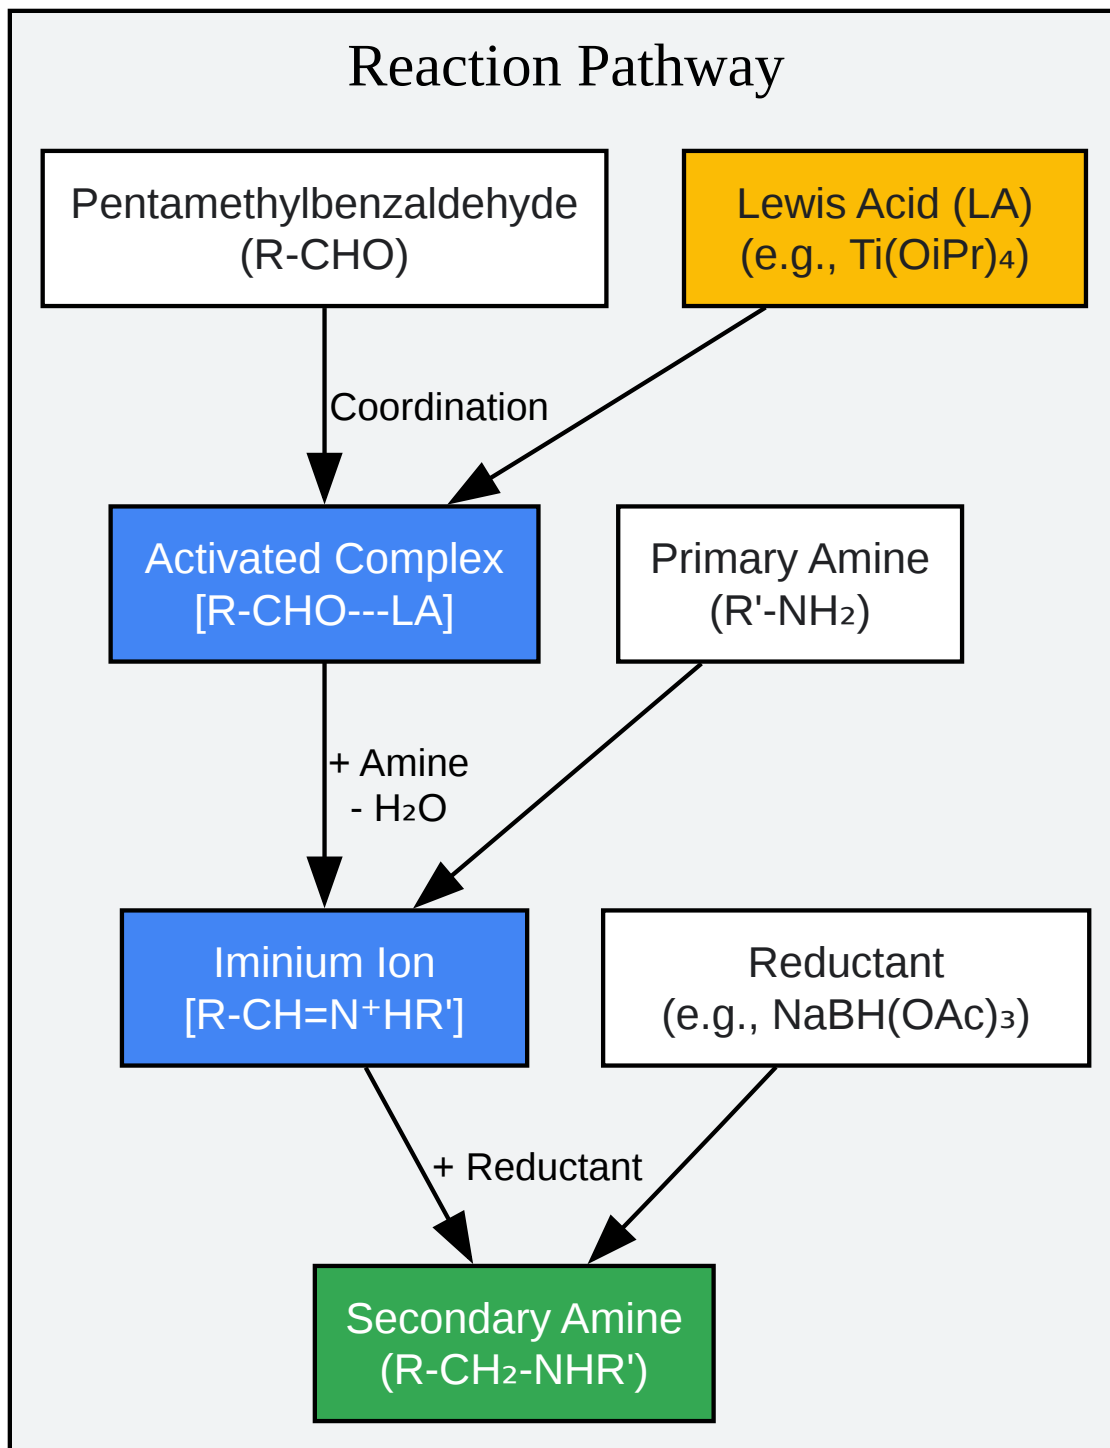 Reaction Pathway
Pentamethylbenzaldehyde
(R-CHO)
Lewis Acid (LA)
(e.g., Ti(OiPr)₄)
Coordination
Activated Complex
[R-CHO---LA]
Primary Amine
(R'-NH₂)
+ Amine
- H₂O
Iminium Ion
[R-CH=N⁺HR']
Reductant
(e.g., NaBH(OAc)₃)
+ Reductant
Secondary Amine
(R-CH₂-NHR')